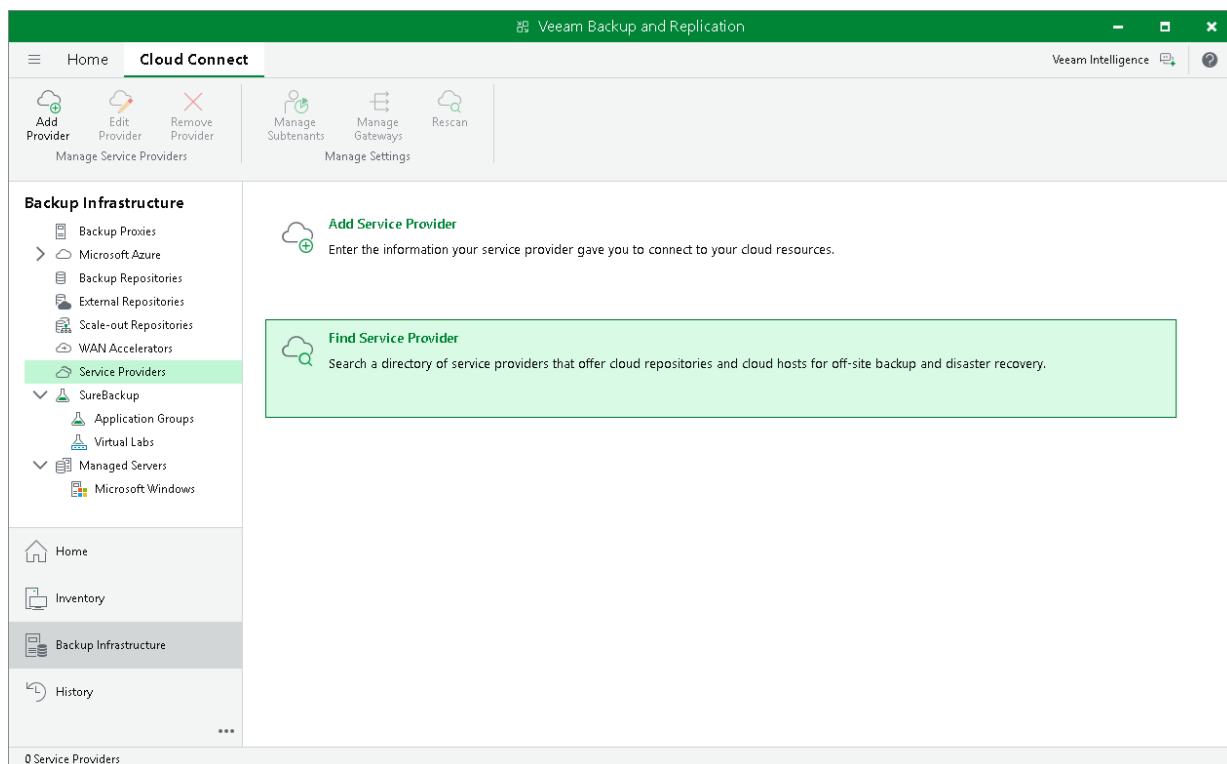 Veeam Backup and Replication
Home
Cloud Connect
Veeam Intelligence
Add Provider
Edit Provider
Remove Provider
Manage Service Providers
Manage Subtenants
Manage Gateways
Rescan
Manage Settings
Backup Infrastructure
Backup Proxies
Microsoft Azure
Backup Repositories
External Repositories
Scale-out Repositories
WAN Accelerators
Service Providers
SureBackup
Application Groups
Virtual Labs
Managed Servers
Microsoft Windows
Home
Inventory
Backup Infrastructure
History
Add Service Provider
Enter the information your service provider gave you to connect to your cloud resources.
Find Service Provider
Search a directory of service providers that offer cloud repositories and cloud hosts for off-site backup and disaster recovery.
0 Service Providers